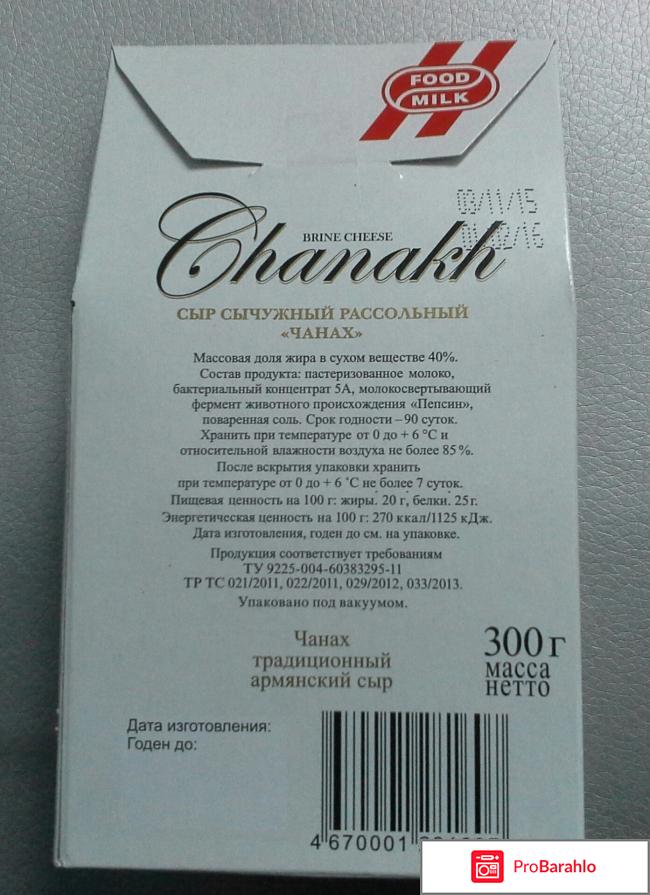 FOOD
MILK
09/11/15
BRINE CHEESE
Chanakh
СЫР СЫЧУЖНЫЙ РАССОЛЬНЫЙ
«ЧАНАХ»
Массовая доля жира в сухом веществе 40%.
Состав продукта: пастеризованное молоко,
бактериальный концентрат 5А, молокосвертывающий
фермент животного происхождения «Пепсин»,
поваренная соль. Срок годности – 90 суток.
Хранить при температуре от 0 до + 6 °С и
относительной влажности воздуха не более 85%.
После вскрытия упаковки хранить
при температуре от 0 до + 6 ˚С не более 7 суток.
Пищевая ценность на 100 г: жиры. 20 г, белки. 25 г.
Энергетическая ценность на 100 г: 270 ккал/1125 кДж.
Дата изготовления, годен до см. на упаковке.
Продукция соответствует требованиям
ТУ 9225-004-60383295-11
ТР ТС 021/2011, 022/2011, 029/2012, 033/2013.
Упаковано под вакуумом.
Чанах
традиционный
армянский сыр
300 г
масса
нетто
Дата изготовления:
Годен до:
4 670001
ProBarahlo